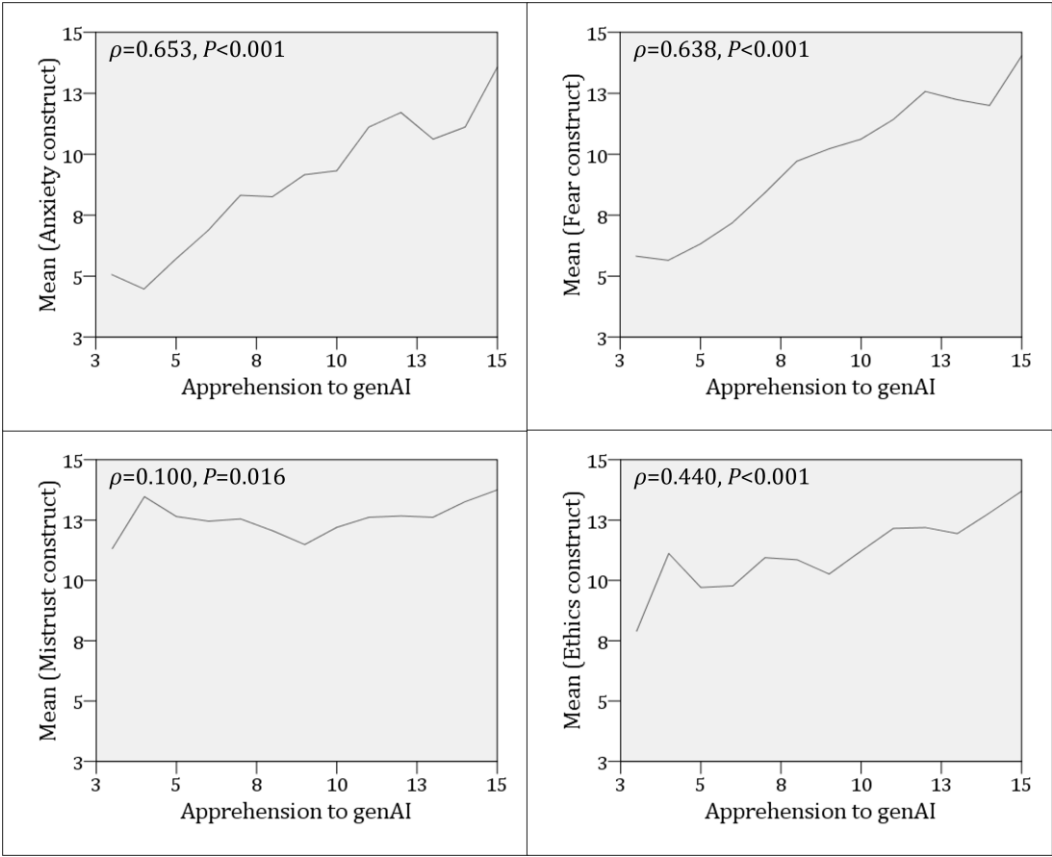 ρ=0.653, P<0.001
Mean (Anxiety construct)
15
13
10
8
5
3
3 5 8 10 13 15
Apprehension to genAI
ρ=0.638, P<0.001
Mean (Fear construct)
15
13
10
8
5
3
3 5 8 10 13 15
Apprehension to genAI
ρ=0.100, P=0.016
Mean (Mistrust construct)
15
13
10
8
5
3
3 5 8 10 13 15
Apprehension to genAI
ρ=0.440, P<0.001
Mean (Ethics construct)
15
13
10
8
5
3
3 5 8 10 13 15
Apprehension to genAI